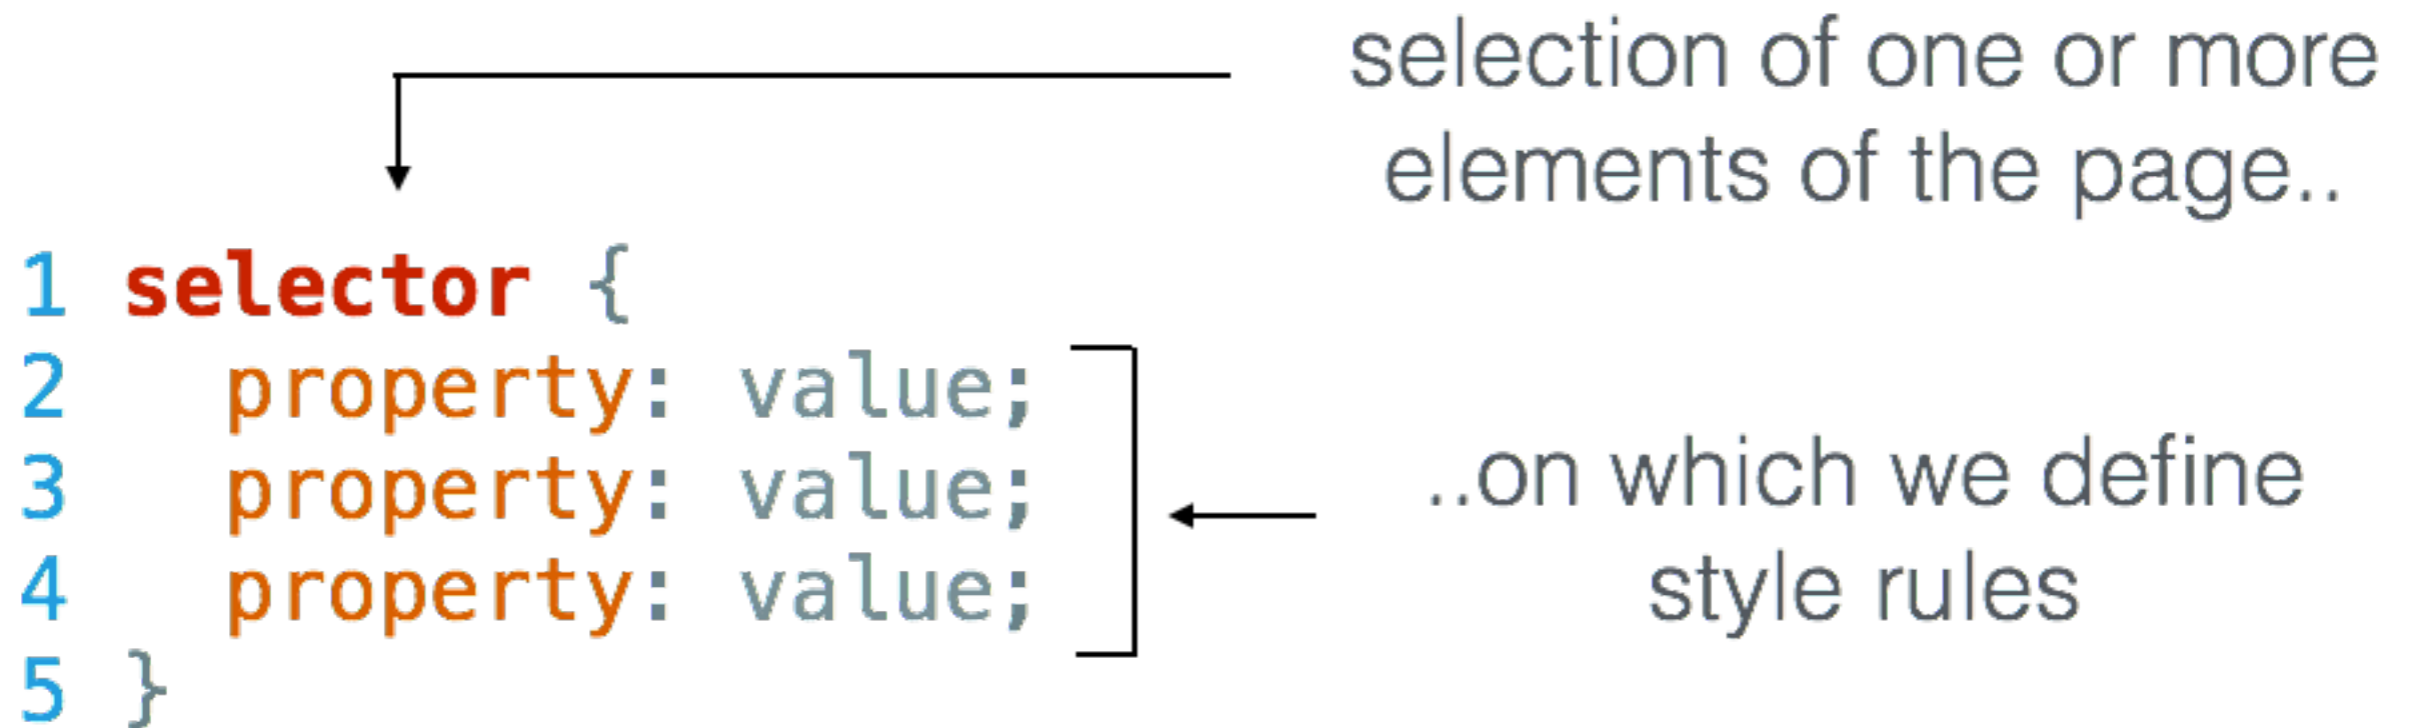 selection of one or more
elements of the page..
1 selector {
2   property: value;
3   property: value;
4   property: value;
5 }
..on which we define
style rules